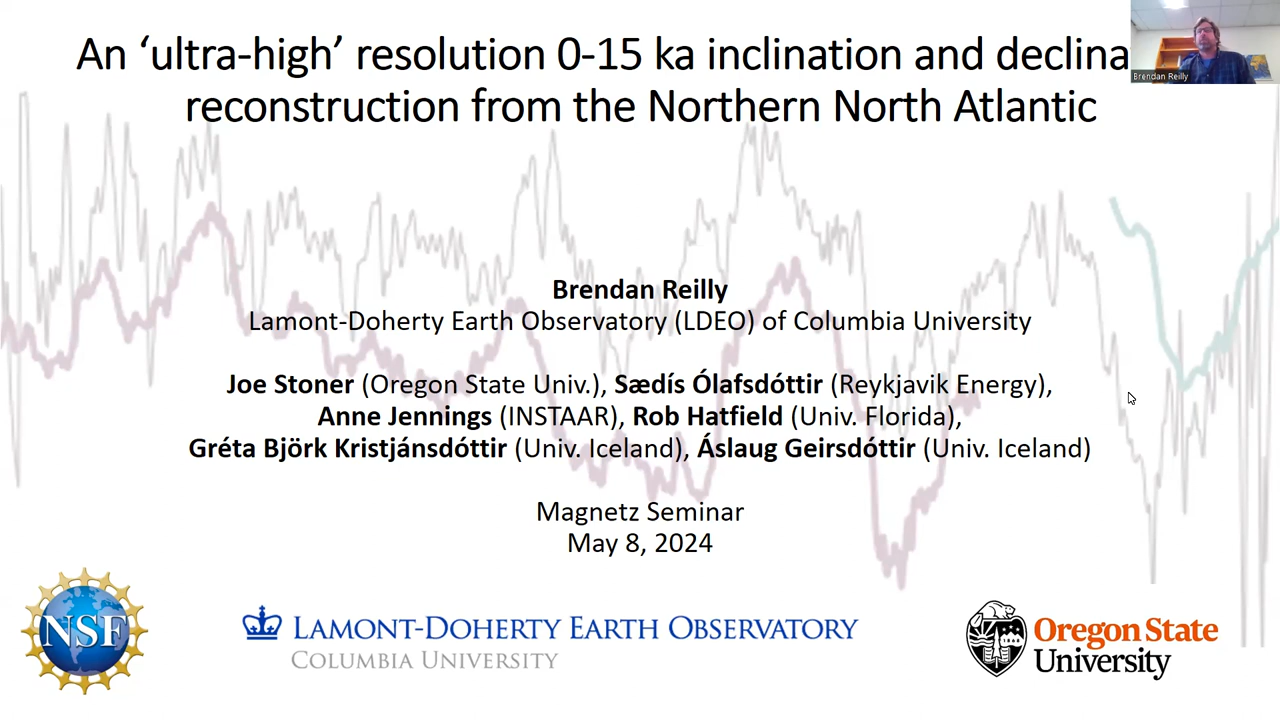 An ‘ultra-high’ resolution 0-15 ka inclination and declina
reconstruction from the Northern North Atlantic
Brendan Reilly
Brendan Reilly
Lamont-Doherty Earth Observatory (LDEO) of Columbia University
Joe Stoner (Oregon State Univ.), Sædís Ólafsdóttir (Reykjavik Energy),
Anne Jennings (INSTAAR), Rob Hatfield (Univ. Florida),
Gréta Björk Kristjánsdóttir (Univ. Iceland), Áslaug Geirsdóttir (Univ. Iceland)
Magnetz Seminar
May 8, 2024
NSF
LAMONT-DOHERTY EARTH OBSERVATORY
COLUMBIA UNIVERSITY
Oregon State
University